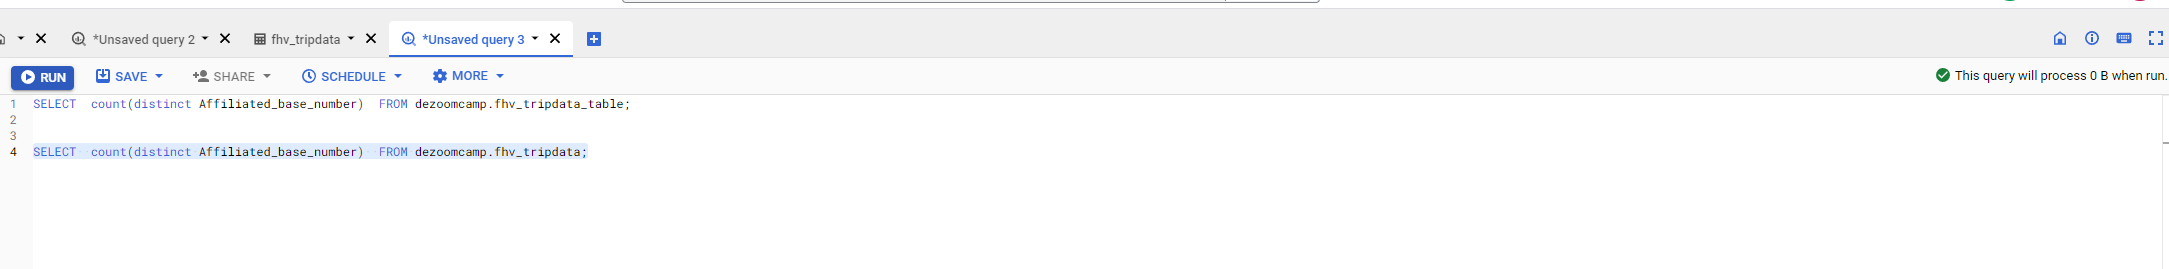 *Unsaved query 2 fhv_tripdata *Unsaved query 3
RUN SAVE SHARE SCHEDULE MORE This query will process 0 B when run.
1 SELECT  count(distinct Affiliated_base_number)  FROM dezoomcamp.fhv_tripdata_table;
2
3
4 SELECT  count(distinct Affiliated_base_number)  FROM dezoomcamp.fhv_tripdata;